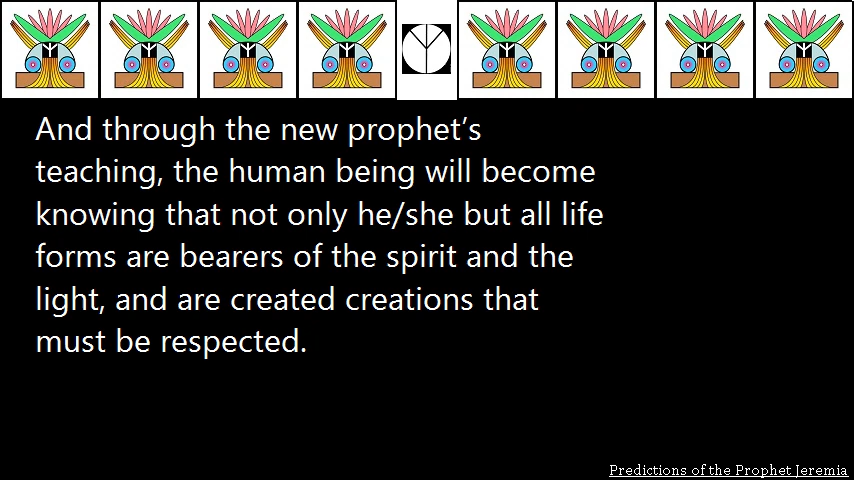 And through the new prophet’s
teaching, the human being will become
knowing that not only he/she but all life
forms are bearers of the spirit and the
light, and are created creations that
must be respected.
Predictions of the Prophet Jeremia